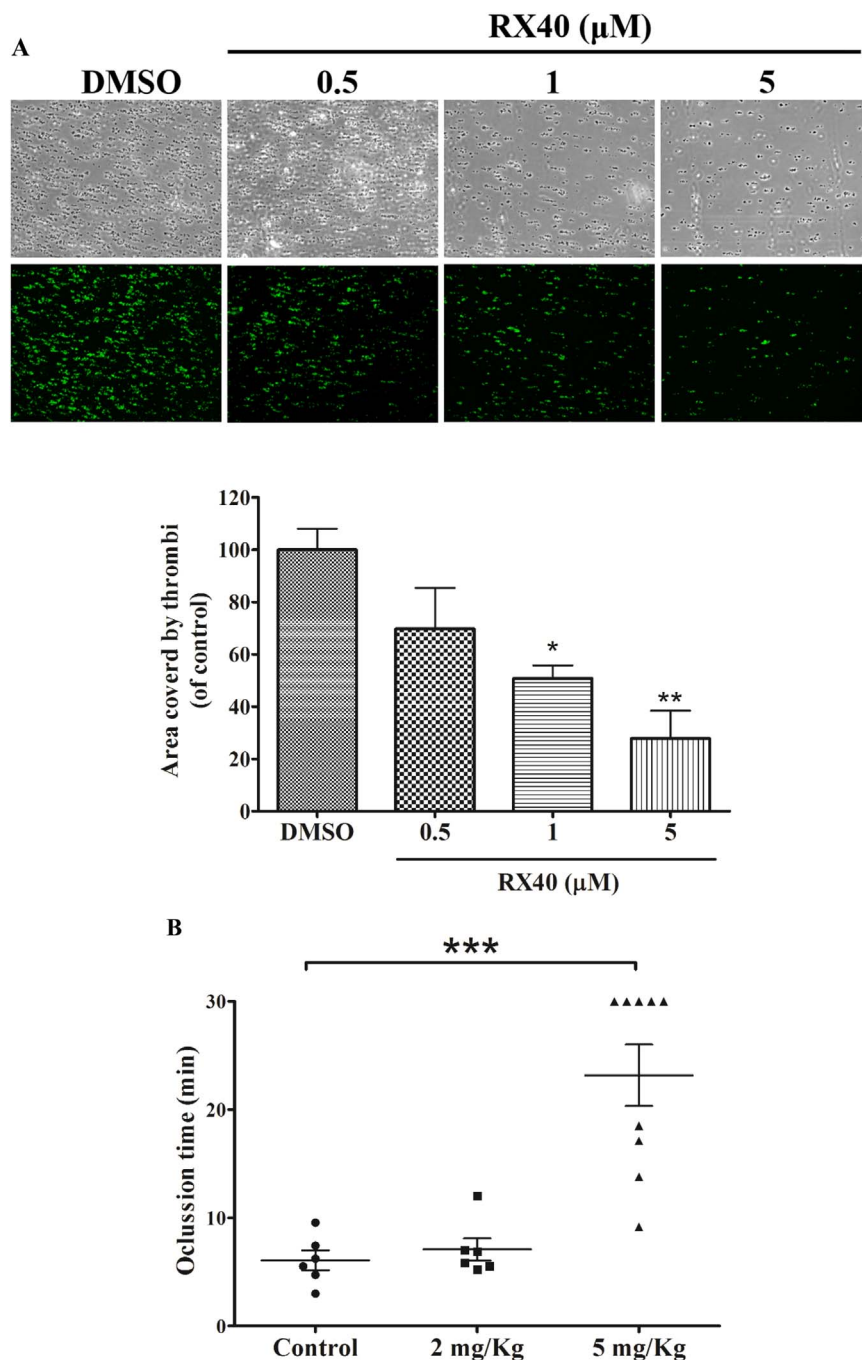 A
RX40 (μM)
DMSO 0.5 1 5
120
100
80
60
40
20
0
Area coverd by thrombi
(of control)
*
**
DMSO 0.5 1 5
RX40 (μM)
B
***
30
20
10
0
Oclussion time (min)
Control 2 mg/Kg 5 mg/Kg